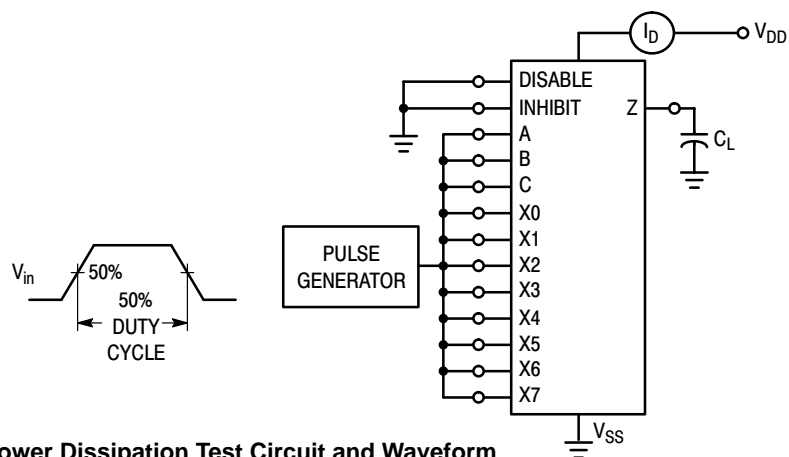 I_D
V_DD
DISABLE
INHIBIT
Z
A
C_L
B
C
X0
X1
PULSE
GENERATOR
X2
X3
X4
X5
X6
X7
V_in
50%
50%
DUTY
CYCLE
V_SS
ower Dissipation Test Circuit and Waveform